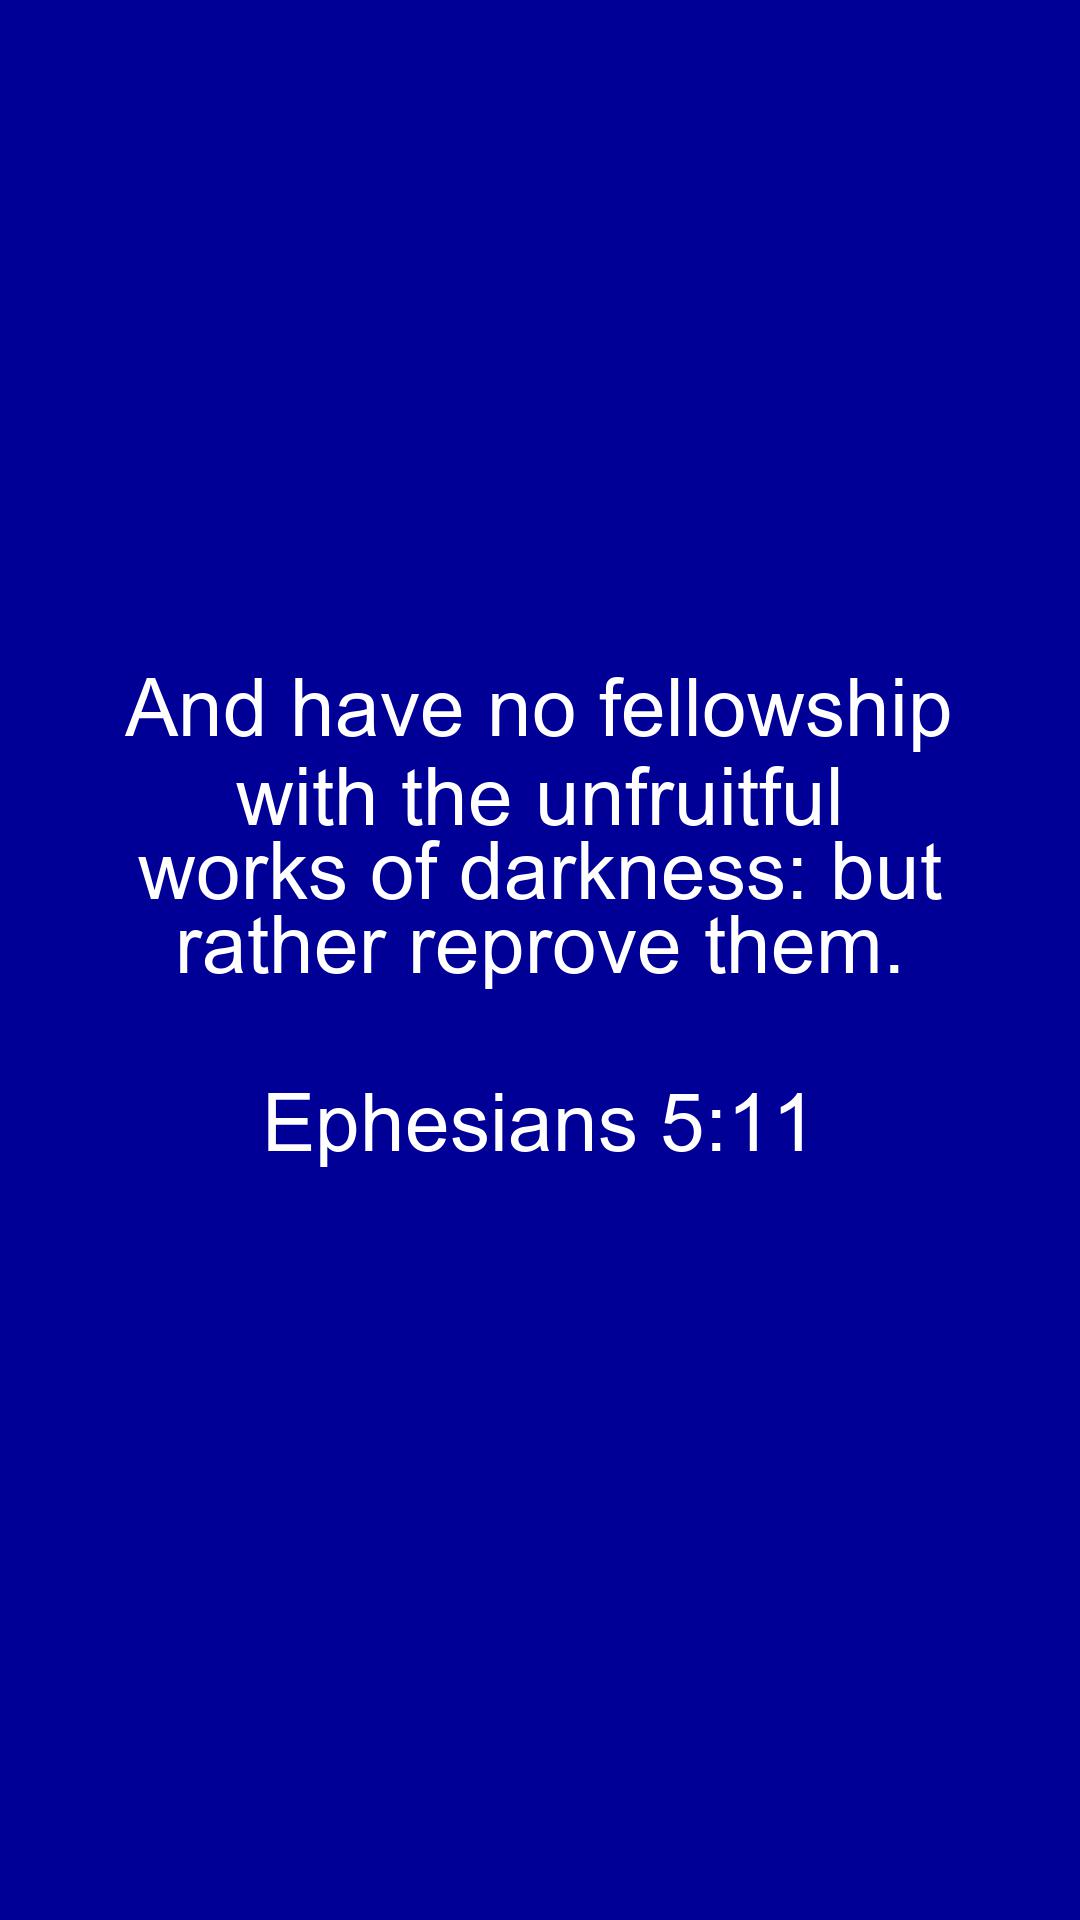 And have no fellowship
with the unfruitful
works of darkness: but
rather reprove them.
Ephesians 5:11